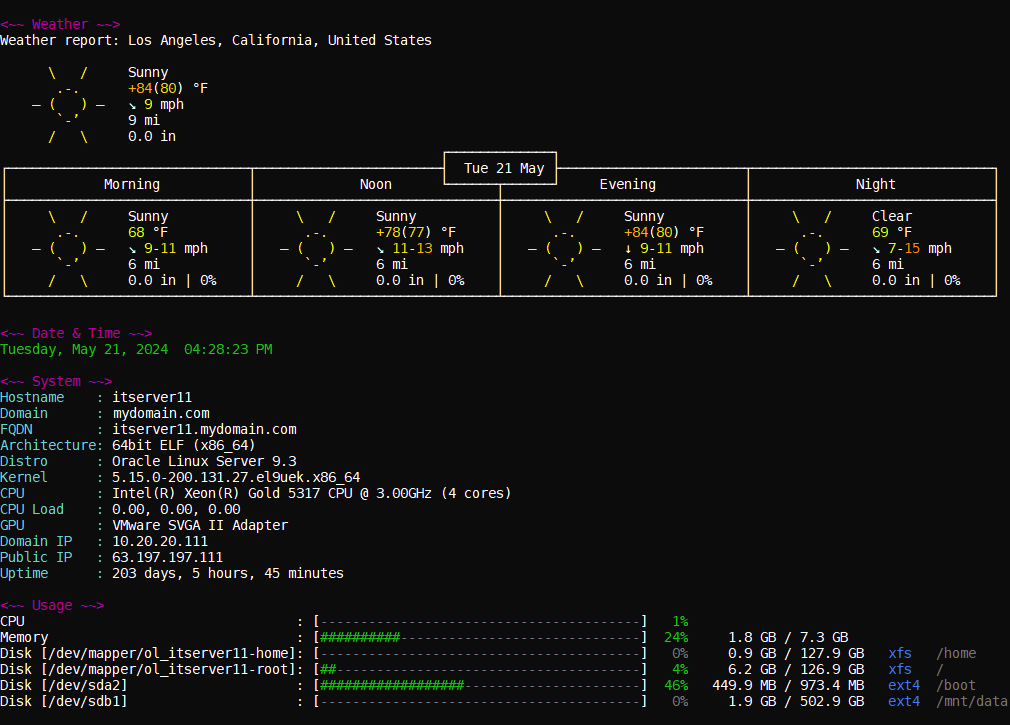 <~~ Weather ~~>
Weather report: Los Angeles, California, United States
Sunny
+84(80) °F
↘ 9 mph
9 mi
0.0 in
Tue 21 May
Morning Noon Evening Night
Sunny Sunny Sunny Clear
68 °F +78(77) °F +84(80) °F 69 °F
↘ 9-11 mph ↘ 11-13 mph ↓ 9-11 mph ↘ 7-15 mph
6 mi 6 mi 6 mi 6 mi
0.0 in | 0% 0.0 in | 0% 0.0 in | 0% 0.0 in | 0%
<~~ Date & Time ~~>
Tuesday, May 21, 2024  04:28:23 PM
<~~ System ~~>
Hostname    : itserver11
Domain      : mydomain.com
FQDN        : itserver11.mydomain.com
Architecture: 64bit ELF (x86_64)
Distro      : Oracle Linux Server 9.3
Kernel      : 5.15.0-200.131.27.el9uek.x86_64
CPU         : Intel(R) Xeon(R) Gold 5317 CPU @ 3.00GHz (4 cores)
CPU Load    : 0.00, 0.00, 0.00
GPU         : VMware SVGA II Adapter
Domain IP   : 10.20.20.111
Public IP   : 63.197.197.111
Uptime      : 203 days, 5 hours, 45 minutes
<~~ Usage ~~>
CPU                                  : [----------------------------------------]   1%
Memory                               : [##########------------------------------]  24%     1.8 GB / 7.3 GB
Disk [/dev/mapper/ol_itserver11-home]: [----------------------------------------]   0%     0.9 GB / 127.9 GB   xfs   /home
Disk [/dev/mapper/ol_itserver11-root]: [##--------------------------------------]   4%     6.2 GB / 126.9 GB   xfs   /
Disk [/dev/sda2]                     : [##################----------------------]  46%   449.9 MB / 973.4 MB   ext4  /boot
Disk [/dev/sdb1]                     : [----------------------------------------]   0%     1.9 GB / 502.9 GB   ext4  /mnt/data